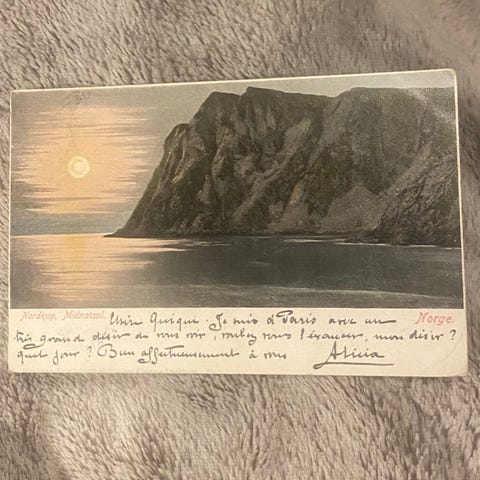 Nordkap, Midnatsol. Quique. Je suis à Paris avec un Norge.
très grand désir de vous voir, voulez vous l'exaucer, mon désir?
quel jour? Bien affectueusement à vous Alicia